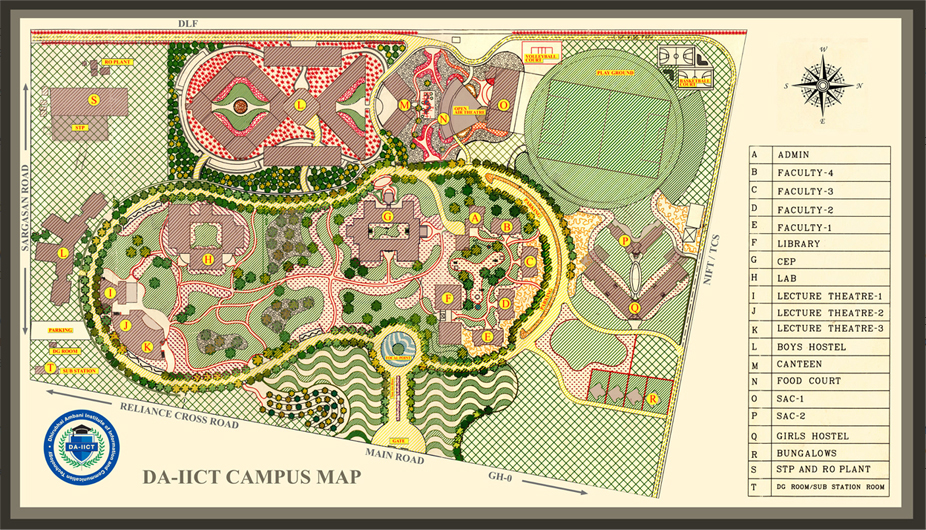 DLF
RO PLANT
S
STP
L
M
N
OPEN
AIR THEATRE
O
VOLLEYBALL
COURT
PLAY GROUND
BASKETBALL
COURT
W
S
N
E
SARGASAN ROAD
L
H
G
A
B
C
P
NIFT / TCS
I
J
K
F
D
E
Q
PARKING
DG ROOM
T
SUB STATION
R
RELIANCE CROSS ROAD
GATE
MAIN ROAD
GH-0
Dhirubhai Ambani Institute of Information and Communication Technology
DA-IICT
DA-IICT CAMPUS MAP
A ADMIN
B FACULTY-4
C FACULTY-3
D FACULTY-2
E FACULTY-1
F LIBRARY
G CEP
H LAB
I LECTURE THEATRE-1
J LECTURE THEATRE-2
K LECTURE THEATRE-3
L BOYS HOSTEL
M CANTEEN
N FOOD COURT
O SAC-1
P SAC-2
Q GIRLS HOSTEL
R BUNGALOWS
S STP AND RO PLANT
T DG ROOM/SUB STATION ROOM